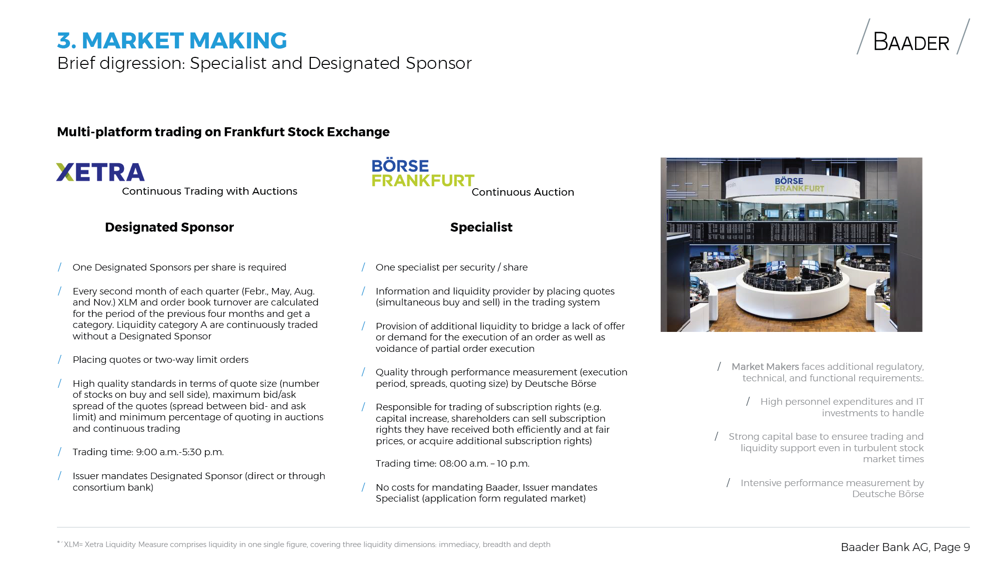 3. MARKET MAKING
Brief digression: Specialist and Designated Sponsor
BAADER
Multi-platform trading on Frankfurt Stock Exchange
XETRA
Continuous Trading with Auctions
Designated Sponsor
/ One Designated Sponsors per share is required
/ Every second month of each quarter (Febr., May, Aug.
and Nov.) XLM and order book turnover are calculated
for the period of the previous four months and get a
category. Liquidity category A are continuously traded
without a Designated Sponsor
/ Placing quotes or two-way limit orders
/ High quality standards in terms of quote size (number
of stocks on buy and sell side), maximum bid/ask
spread of the quotes (spread between bid- and ask
limit) and minimum percentage of quoting in auctions
and continuous trading
/ Trading time: 9:00 a.m.-5:30 p.m.
/ Issuer mandates Designated Sponsor (direct or through
consortium bank)
BÖRSE
FRANKFURT
Continuous Auction
Specialist
/ One specialist per security / share
/ Information and liquidity provider by placing quotes
(simultaneous buy and sell) in the trading system
/ Provision of additional liquidity to bridge a lack of offer
or demand for the execution of an order as well as
voidance of partial order execution
/ Quality through performance measurement (execution
period, spreads, quoting size) by Deutsche Börse
/ Responsible for trading of subscription rights (e.g.
capital increase, shareholders can sell subscription
rights they have received both efficiently and at fair
prices, or acquire additional subscription rights)
Trading time: 08:00 a.m. – 10 p.m.
/ No costs for mandating Baader, Issuer mandates
Specialist (application form regulated market)
BÖRSE
FRANKFURT
/ Market Makers faces additional regulatory,
technical, and functional requirements:.
/ High personnel expenditures and IT
investments to handle
/ Strong capital base to ensuree trading and
liquidity support even in turbulent stock
market times
/ Intensive performance measurement by
Deutsche Börse
*´XLM= Xetra Liquidity Measure comprises liquidity in one single figure, covering three liquidity dimensions: immediacy, breadth and depth
Baader Bank AG, Page 9